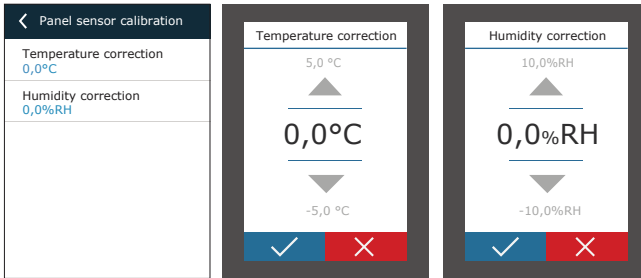 Panel sensor calibration
Temperature correction
0,0°C
Humidity correction
0,0%RH
Temperature correction
5,0 °C
0,0°C
-5,0 °C
Humidity correction
10,0%RH
0,0%RH
-10,0%RH